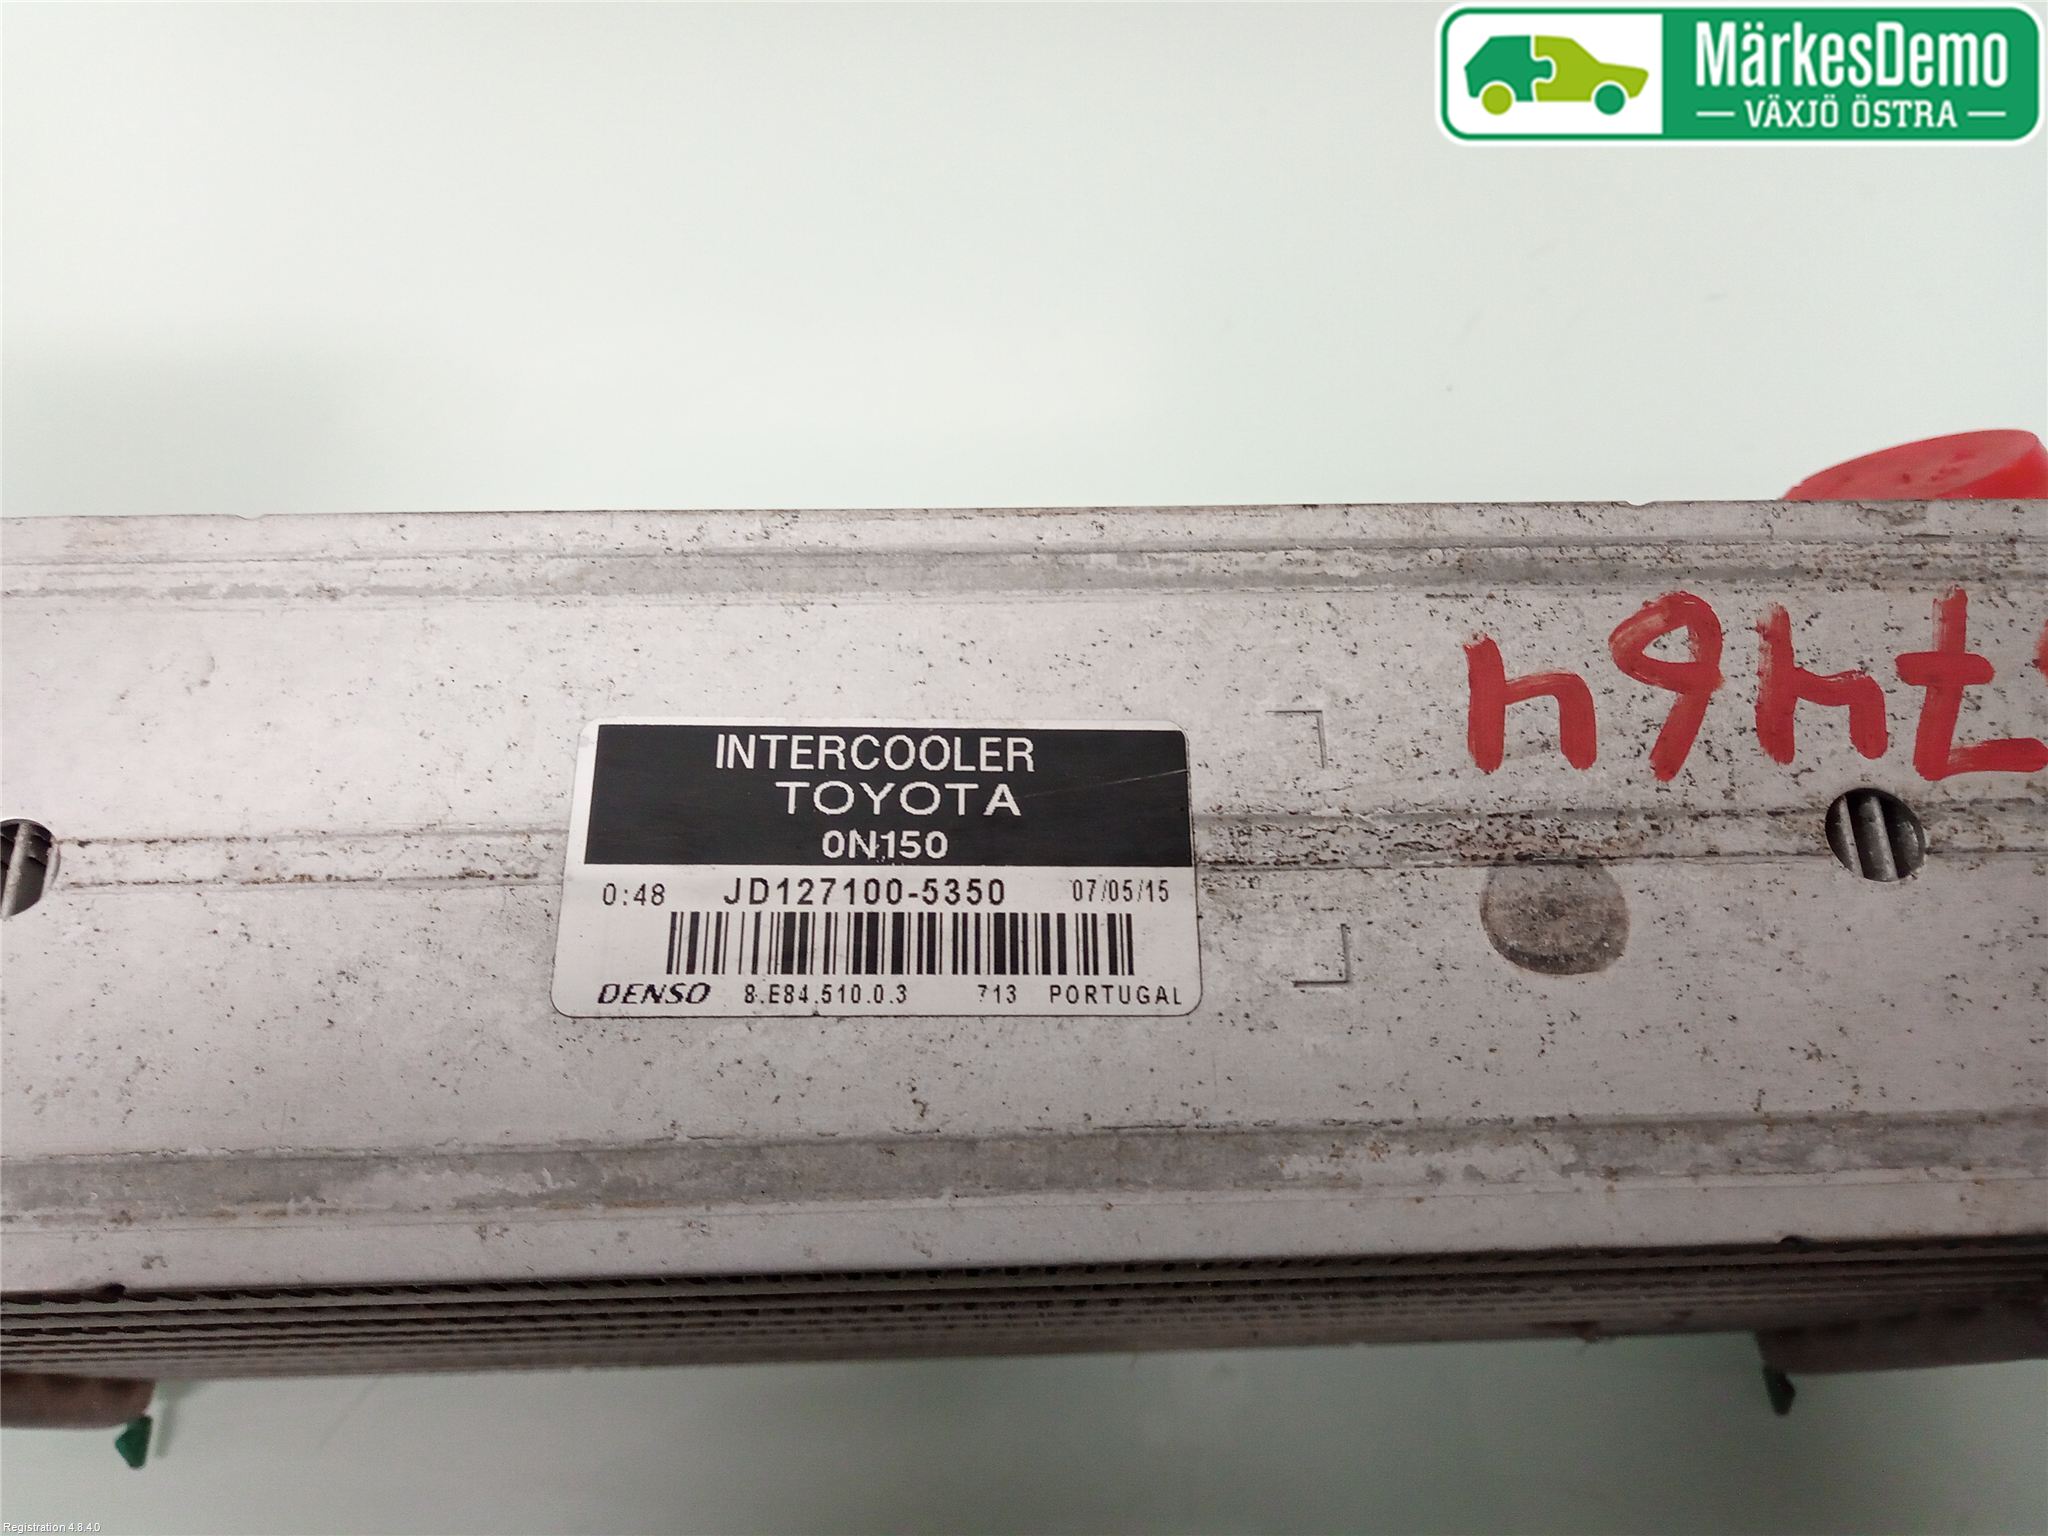 MärkesDemo
VÄXJÖ ÖSTRA
INTERCOOLER
TOYOTA
0N150
0:48 JD127100-5350 07/05/15
DENSO 8.E84.510.0.3 713 PORTUGAL
Registration 4.8.4.0